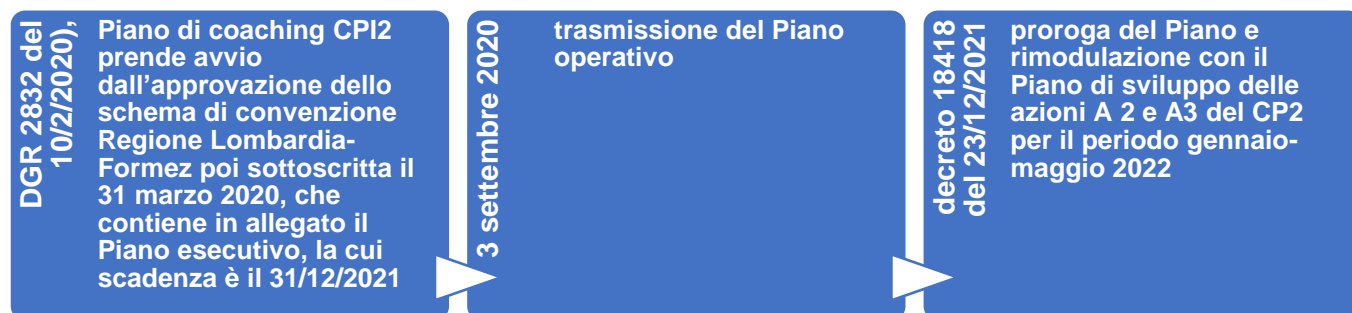 DGR 2832 del
10/2/2020),
Piano di coaching CPI2
prende avvio
dall'approvazione dello
schema di convenzione
Regione Lombardia-
Formez poi sottoscritta il
31 marzo 2020, che
contiene in allegato il
Piano esecutivo, la cui
scadenza è il 31/12/2021
3 settembre 2020
trasmissione del Piano
operativo
decreto 18418
del 23/12/2021
proroga del Piano e
rimodulazione con il
Piano di sviluppo delle
azioni A 2 e A3 del CP2
per il periodo gennaio-
maggio 2022